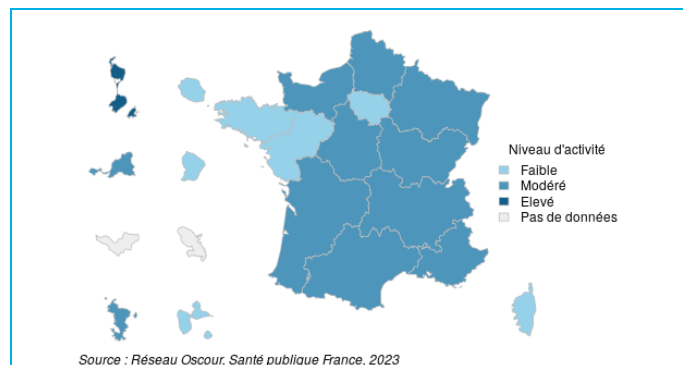 Niveau d'activité
Faible
Modéré
Elevé
Pas de données
Source : Réseau Oscour, Santé publique France, 2023